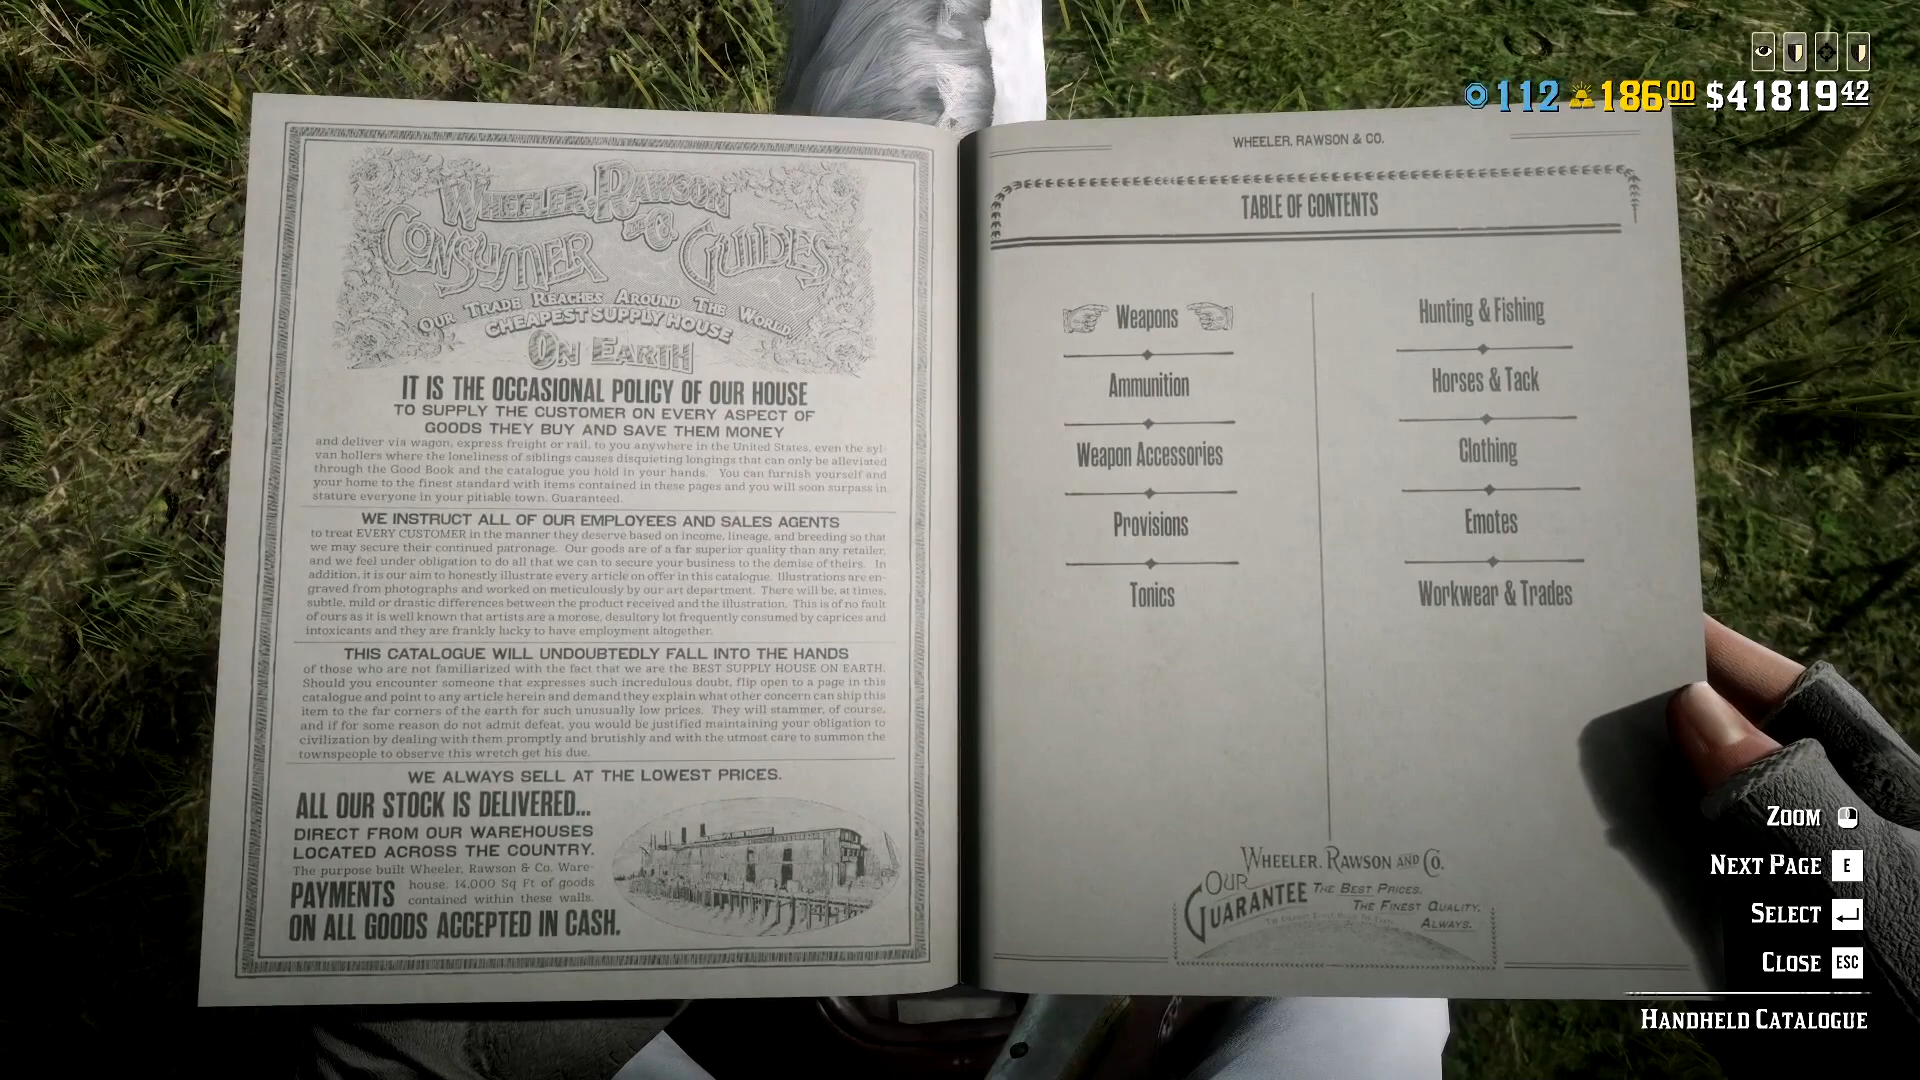 112 18600 $4181942
WHEELER, RAWSON
AND Co.
CONSUMER GUIDES
OUR TRADE REACHES AROUND THE WORLD
CHEAPEST SUPPLY HOUSE
ON EARTH
IT IS THE OCCASIONAL POLICY OF OUR HOUSE
TO SUPPLY THE CUSTOMER ON EVERY ASPECT OF
GOODS THEY BUY AND SAVE THEM MONEY
and deliver via wagon, express freight or rail, to you anywhere in the United States, even the syl-
van hollers where the loneliness of siblings causes disquieting longings that can only be alleviated
through the Good Book and the catalogue you hold in your hands. You can furnish yourself and
your home to the finest standard with items contained in these pages and you will soon surpass in
stature everyone in your pitiable town. Guaranteed.
WE INSTRUCT ALL OF OUR EMPLOYEES AND SALES AGENTS
to treat EVERY CUSTOMER in the manner they deserve based on income, lineage, and breeding so that
we may secure their continued patronage. Our goods are of a far superior quality than any retailer,
and we feel under obligation to do all that we can to secure your business to the demise of theirs. In
addition, it is our aim to honestly illustrate every article on offer in this catalogue. Illustrations are en-
graved from photographs and worked on meticulously by our art department. There will be, at times,
subtle, mild or drastic differences between the product received and the illustration. This is of no fault
of ours as it is well known that artists are a morose, desultory lot frequently consumed by caprices and
intoxicants and they are frankly lucky to have employment altogether.
THIS CATALOGUE WILL UNDOUBTEDLY FALL INTO THE HANDS
of those who are not familiarized with the fact that we are the BEST SUPPLY HOUSE ON EARTH.
Should you encounter someone that expresses such incredulous doubt, flip open to a page in this
catalogue and point to any article herein and demand they explain what other concern can ship this
item to the far corners of the earth for such unusually low prices. They will stammer, of course,
and if for some reason do not admit defeat, you would be justified maintaining your obligation to
civilization by dealing with them promptly and brutishly and with the utmost care to summon the
townspeople to observe this wretch get his due.
WE ALWAYS SELL AT THE LOWEST PRICES.
ALL OUR STOCK IS DELIVERED...
DIRECT FROM OUR WAREHOUSES
LOCATED ACROSS THE COUNTRY.
The purpose built Wheeler, Rawson & Co. Ware-
house. 14,000 Sq Ft of goods
contained within these walls.
PAYMENTS
ON ALL GOODS ACCEPTED IN CASH.
WHEELER, RAWSON & CO.
TABLE OF CONTENTS
Weapons
Ammunition
Weapon Accessories
Provisions
Tonics
Hunting & Fishing
Horses & Tack
Clothing
Emotes
Workwear & Trades
WHEELER, RAWSON AND CO.
OUR
GUARANTEE
THE BEST PRICES.
THE FINEST QUALITY.
ALWAYS.
ZOOM
NEXT PAGE E
SELECT
CLOSE ESC
HANDHELD CATALOGUE